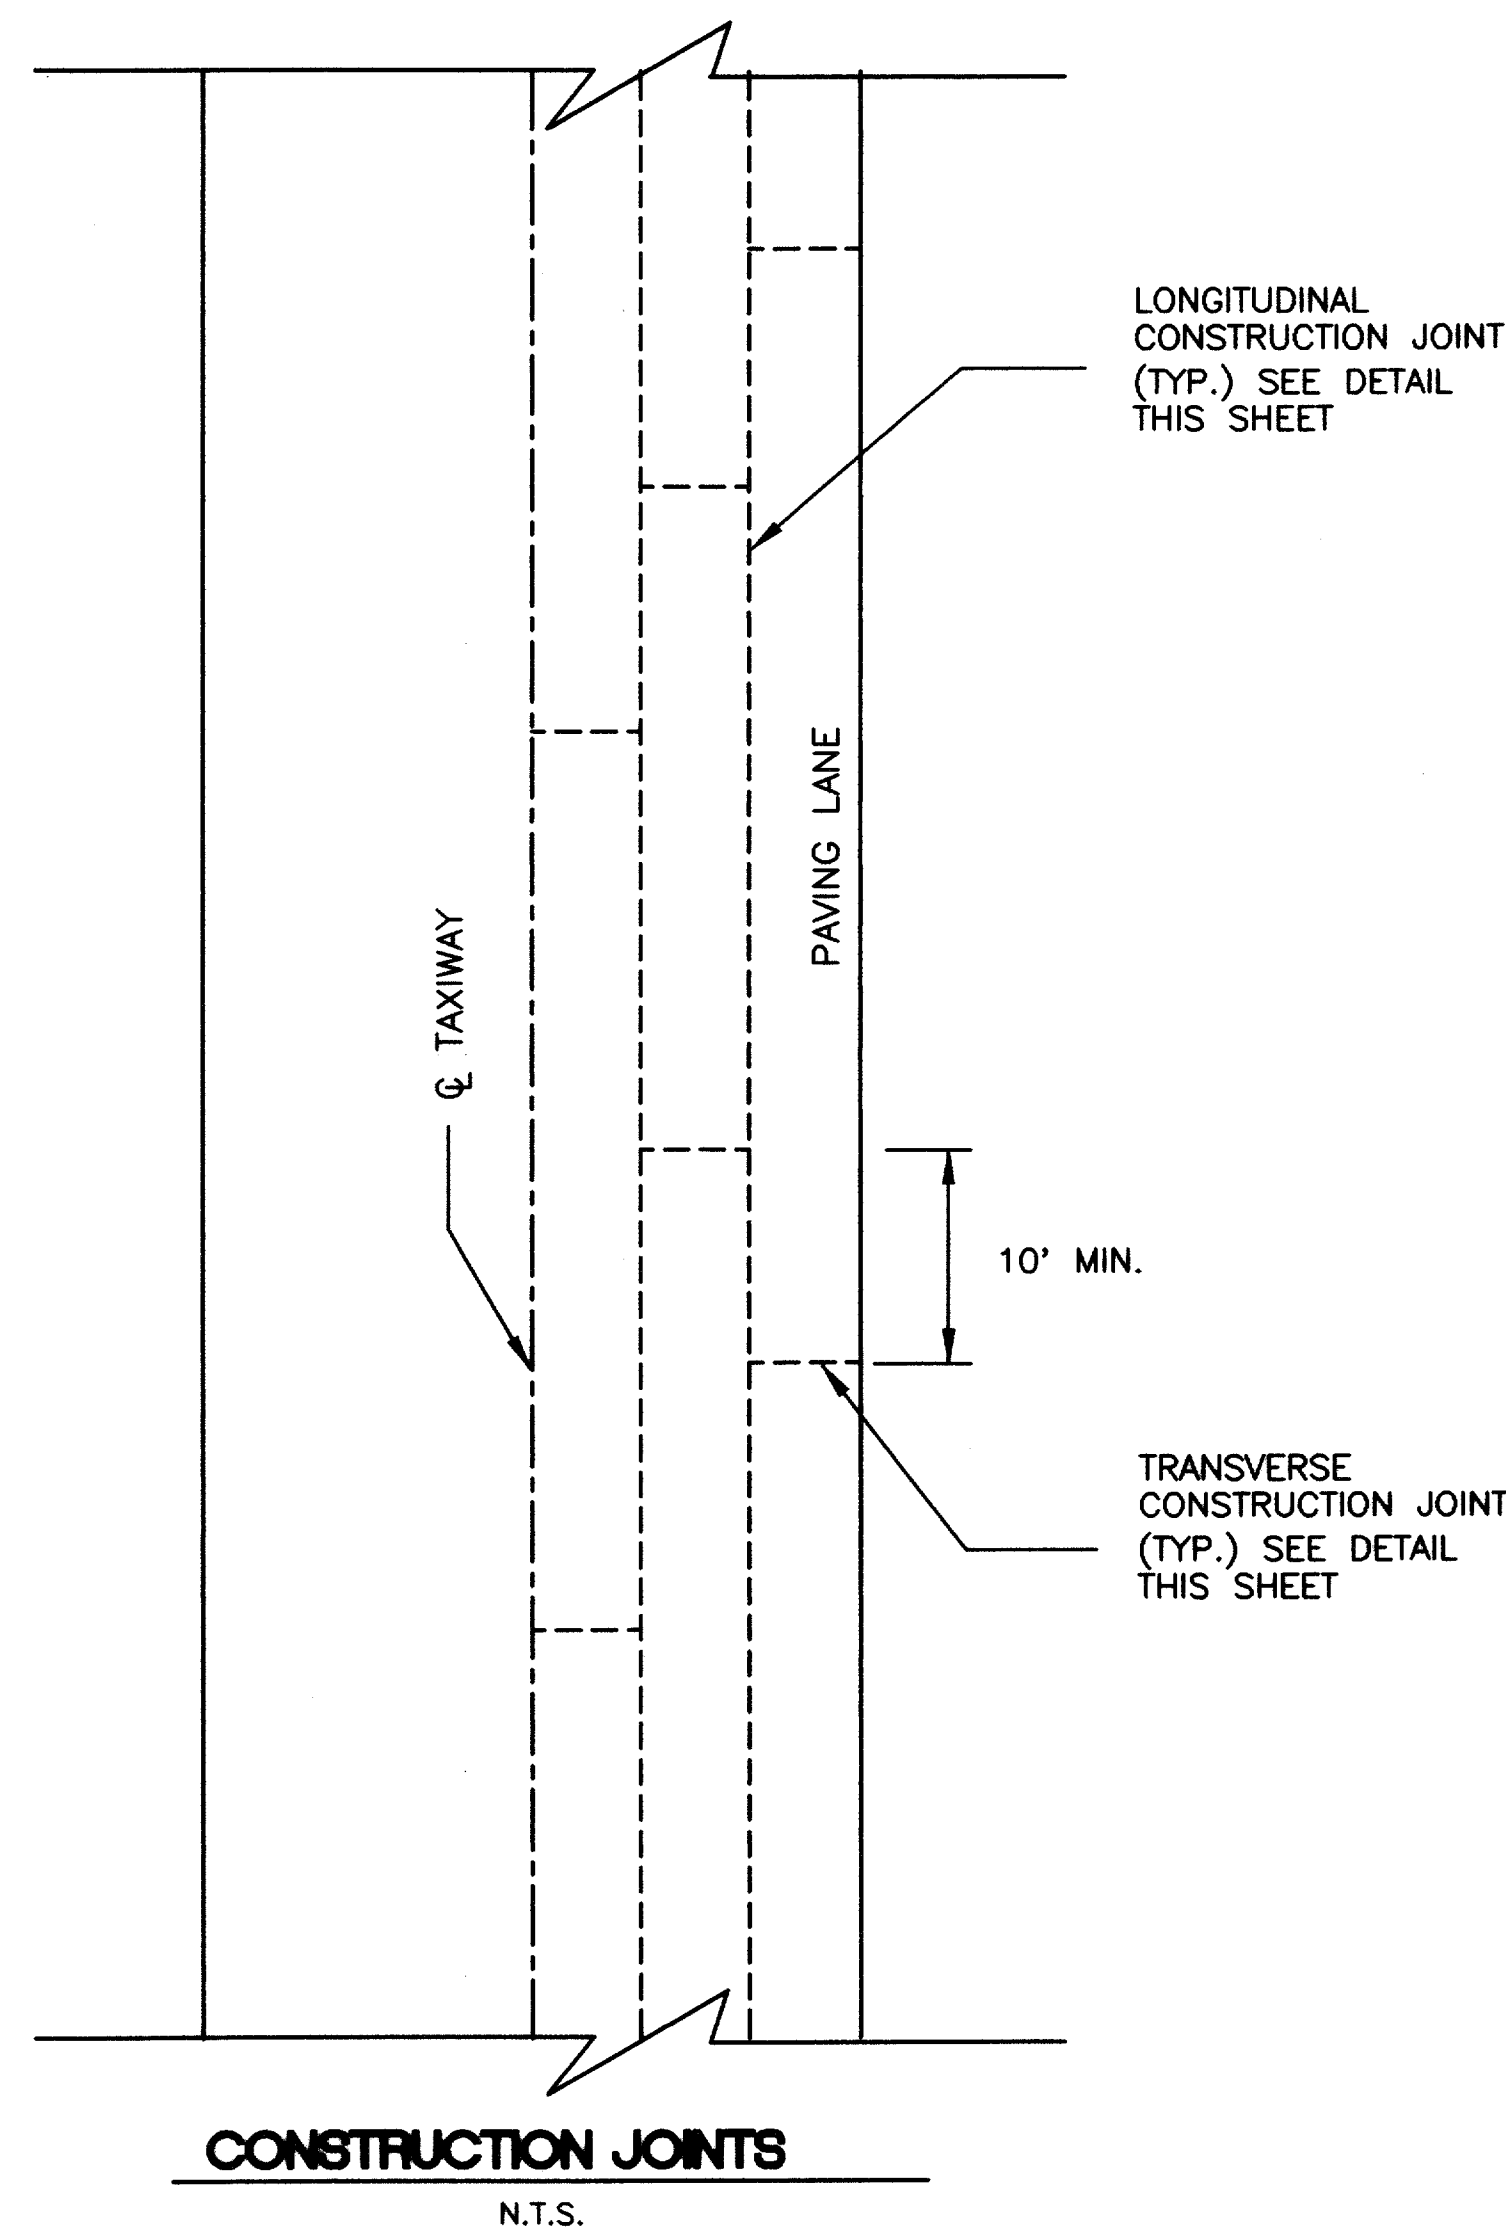 LONGITUDINAL
CONSTRUCTION JOINT
(TYP.) SEE DETAIL
THIS SHEET
PAVING LANE
℄ TAXIWAY
10' MIN.
TRANSVERSE
CONSTRUCTION JOINT
(TYP.) SEE DETAIL
THIS SHEET
CONSTRUCTION JOINTS
N.T.S.